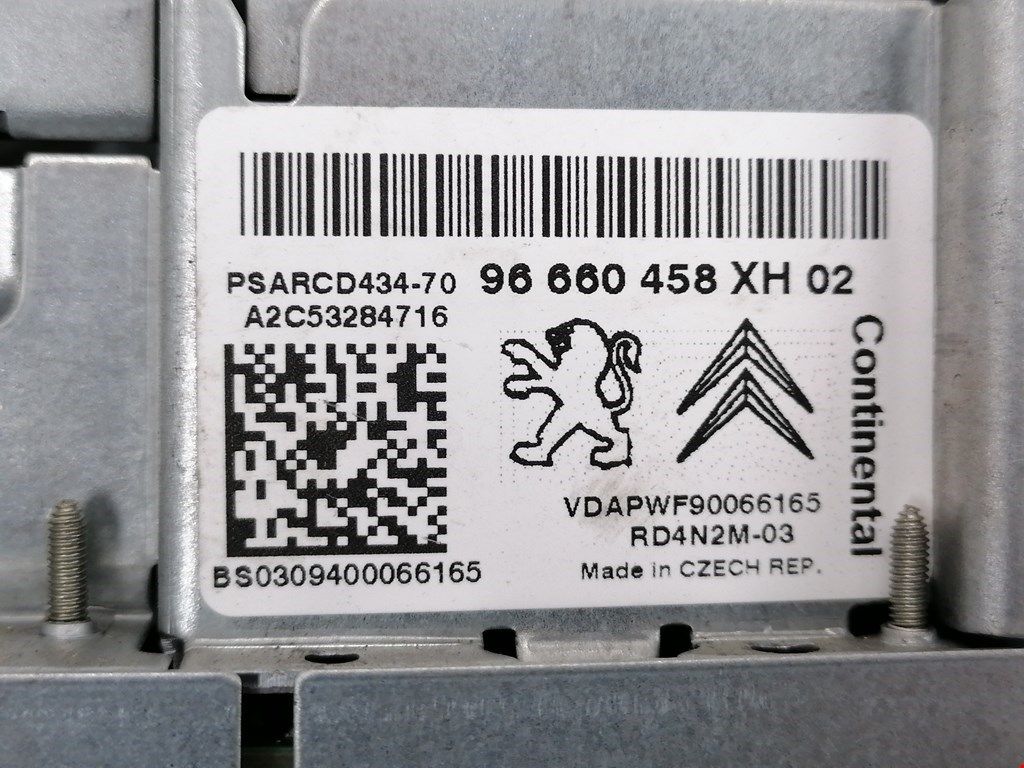 PSARCD434-70 96 660 458 XH 02
A2C53284716
Continental
VDAPWF90066165
RD4N2M-03
BS0309400066165
Made in CZECH REP.